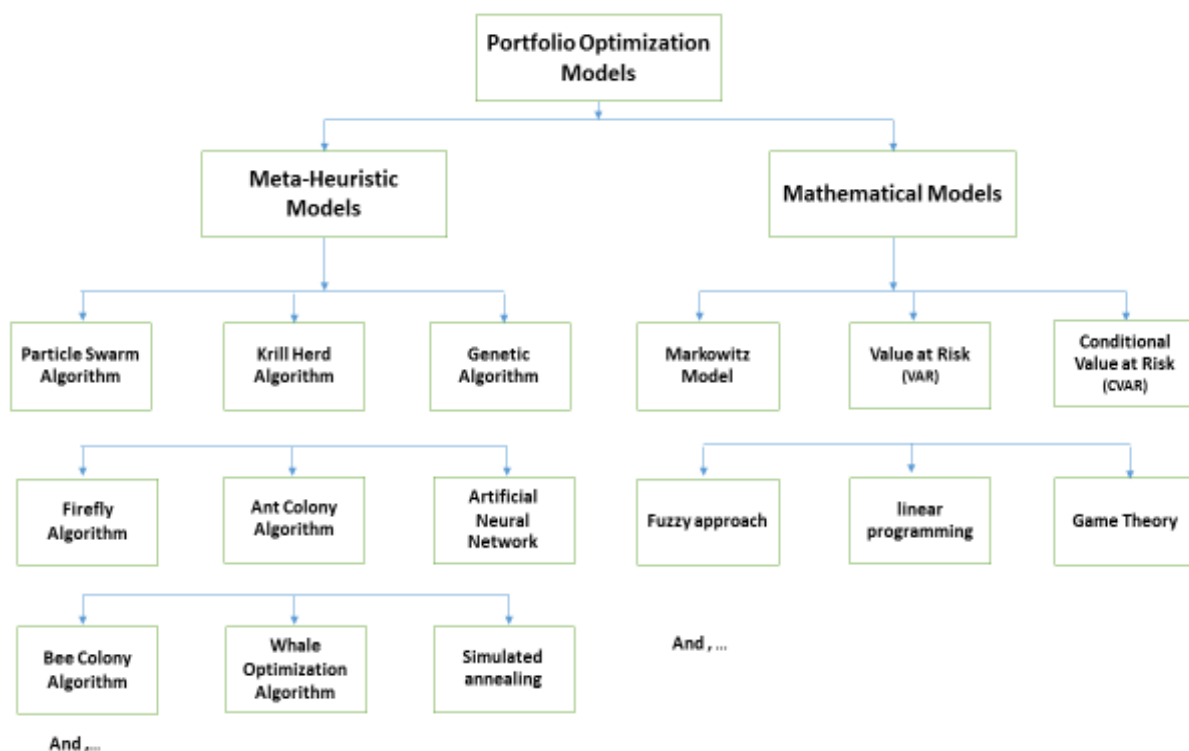 Portfolio Optimization
Models
Meta-Heuristic
Models
Mathematical Models
Particle Swarm
Algorithm
Krill Herd
Algorithm
Genetic
Algorithm
Markowitz
Model
Value at Risk
(VAR)
Conditional
Value at Risk
(CVAR)
Firefly
Algorithm
Ant Colony
Algorithm
Artificial
Neural
Network
Fuzzy approach
linear
programming
Game Theory
Bee Colony
Algorithm
Whale
Optimization
Algorithm
Simulated
annealing
And , ...
And ,...